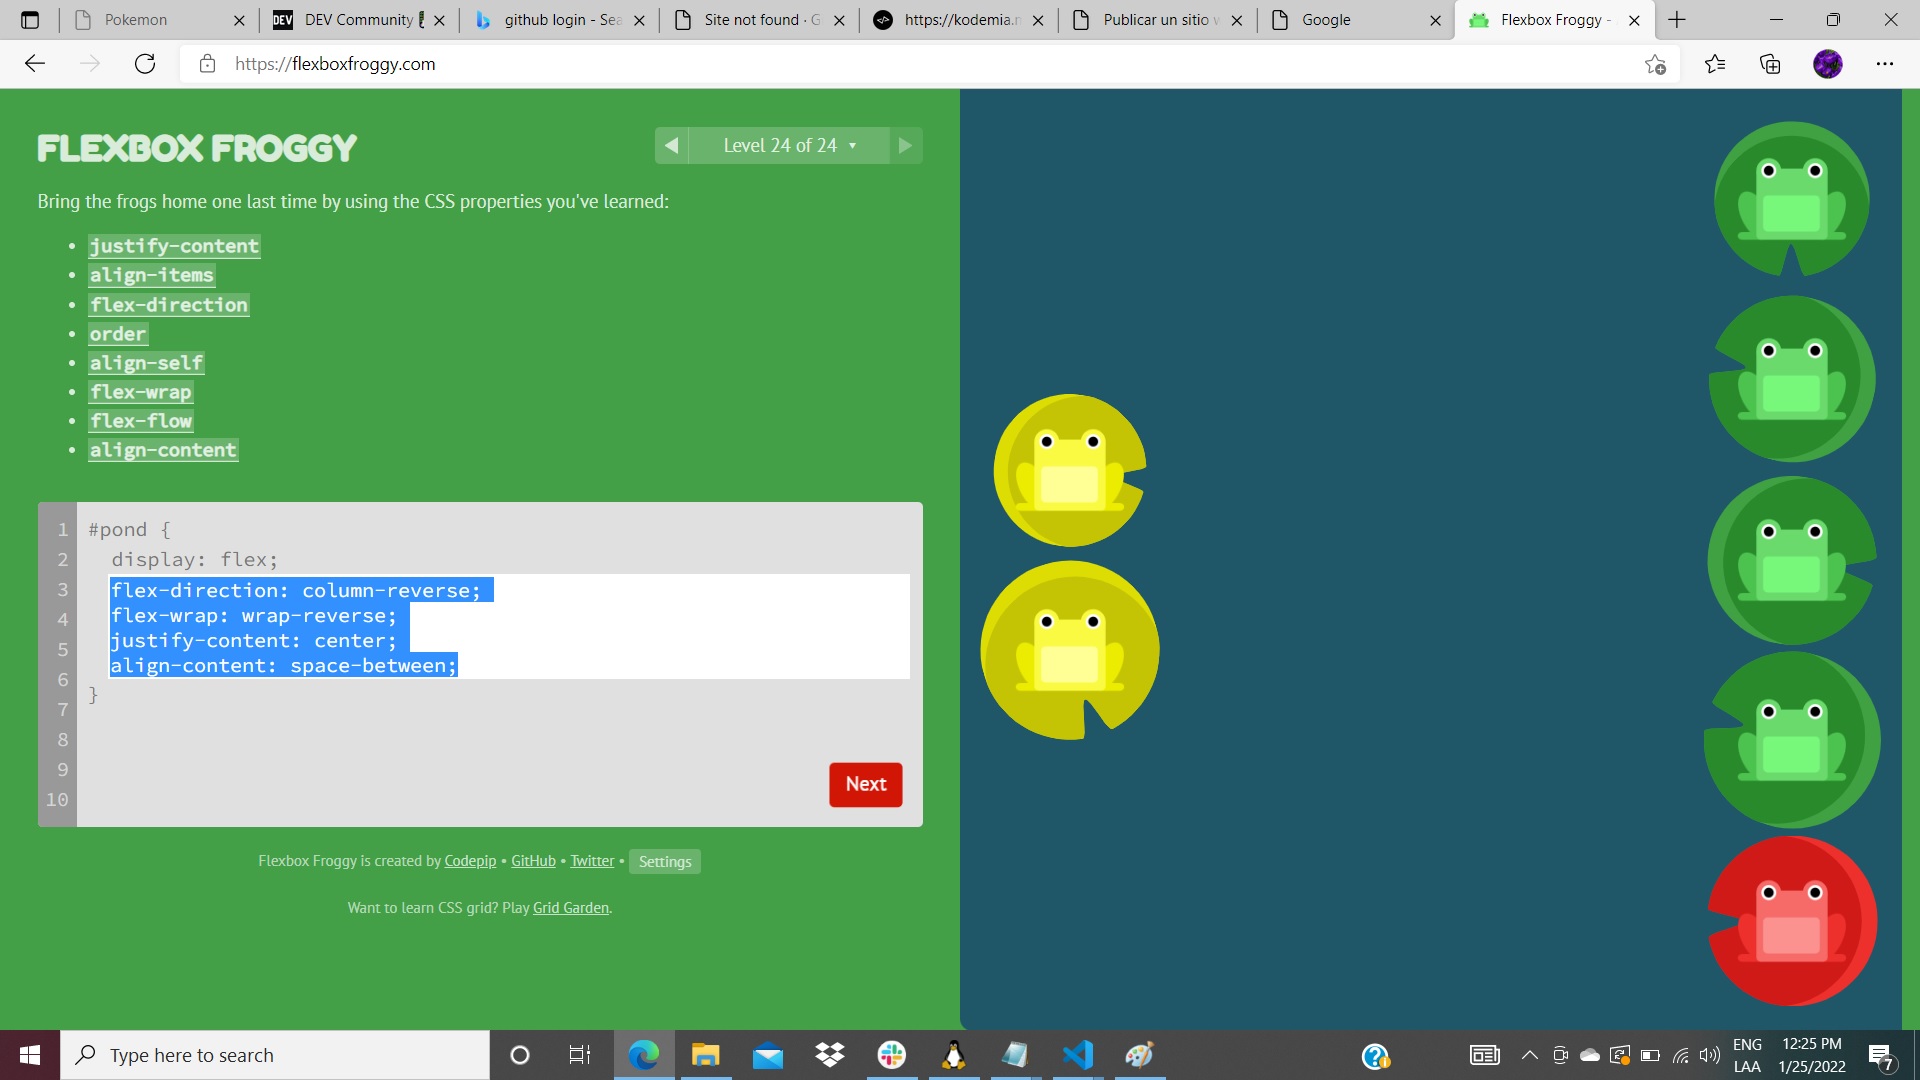 Pokemon
DEV
DEV Community
github login - Sea
Site not found · G
https://kodemia.
Publicar un sitio
Google
Flexbox Froggy -
https://flexboxfroggy.com
FLEXBOX FROGGY
Level 24 of 24
Bring the frogs home one last time by using the CSS properties you've learned:
• justify-content
• align-items
• flex-direction
• order
• align-self
• flex-wrap
• flex-flow
• align-content
1 #pond {
2 display: flex;
3 flex-direction: column-reverse;
4 flex-wrap: wrap-reverse;
5 justify-content: center;
6 align-content: space-between;
7 }
8
9
10
Next
Flexbox Froggy is created by Codepip • GitHub • Twitter • Settings
Want to learn CSS grid? Play Grid Garden.
Type here to search
ENG
LAA
12:25 PM
1/25/2022
7